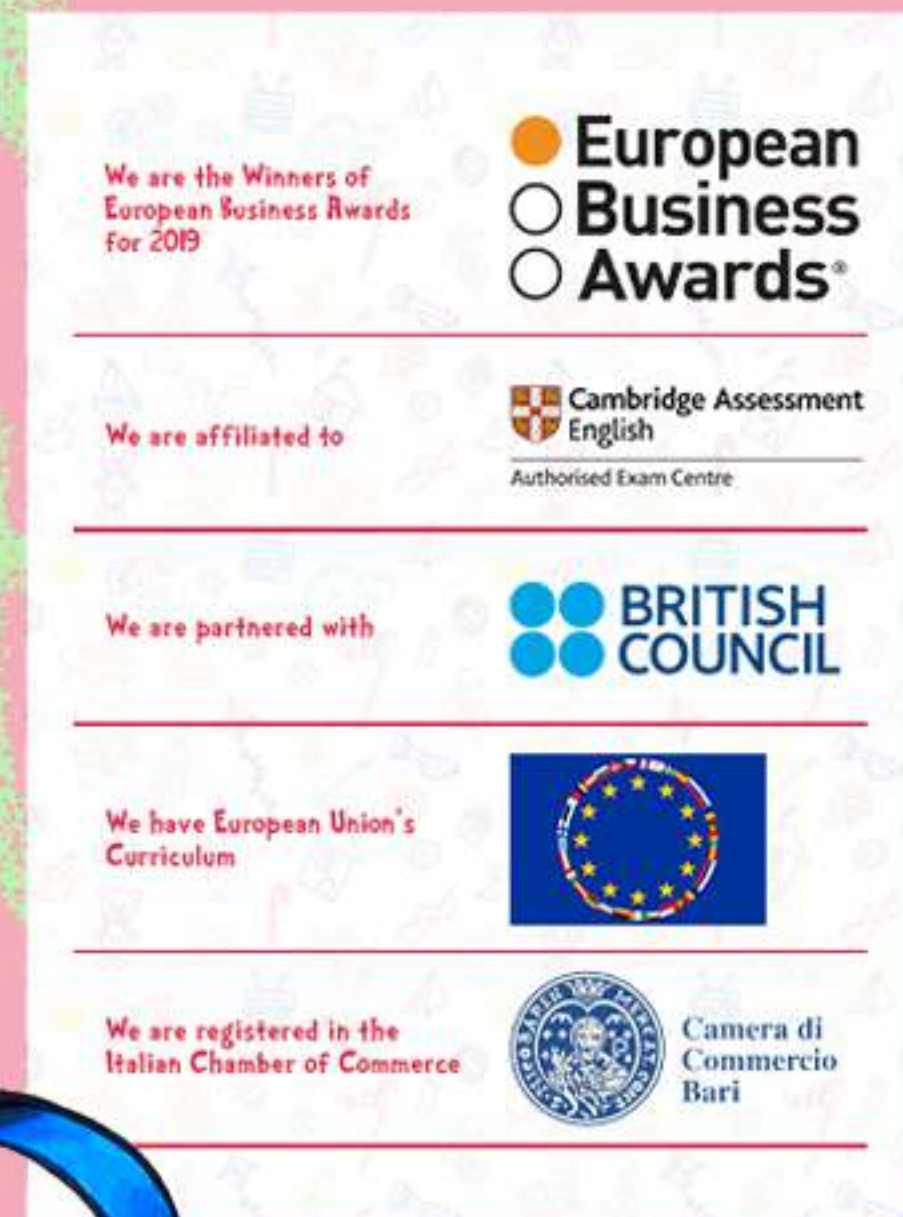 We are the Winners of
European Business Awards
for 2019
European
Business
Awards®
We are affiliated to
Cambridge Assessment
English
Authorised Exam Centre
We are partnered with
BRITISH
COUNCIL
We have European Union's
Curriculum
We are registered in the
Italian Chamber of Commerce
Camera di
Commercio
Bari